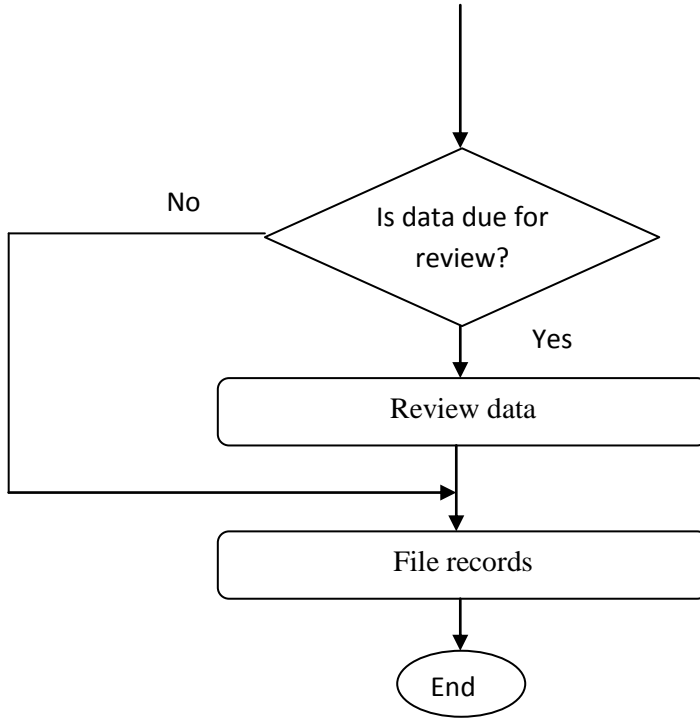 No
Is data due for
review?
Yes
Review data
File records
End